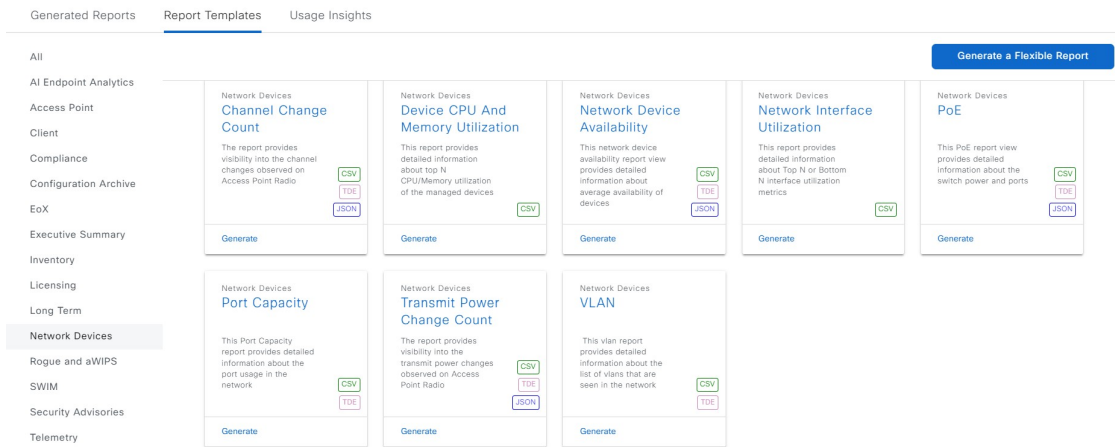 Generated Reports
Report Templates
Usage Insights
All
AI Endpoint Analytics
Access Point
Client
Compliance
Configuration Archive
EoX
Executive Summary
Inventory
Licensing
Long Term
Network Devices
Rogue and aWIPS
SWIM
Security Advisories
Telemetry
Generate a Flexible Report
Network Devices
Channel Change
Count
The report provides
visibility into the channel
changes observed on
Access Point Radio
CSV
TDE
JSON
Generate
Network Devices
Device CPU And
Memory Utilization
This report provides
detailed information
about top N
CPU/Memory utilization
of the managed devices
CSV
Generate
Network Devices
Network Device
Availability
This network device
availability report view
provides detailed
information about
average availability of
devices
CSV
TDE
JSON
Generate
Network Devices
Network Interface
Utilization
This report provides
detailed information
about Top N or Bottom
N interface utilization
metrics
CSV
Generate
Network Devices
PoE
This PoE report view
provides detailed
information about the
switch power and ports
CSV
TDE
JSON
Generate
Network Devices
Port Capacity
This Port Capacity
report provides detailed
information about the
port usage in the
network
CSV
TDE
Generate
Network Devices
Transmit Power
Change Count
The report provides
visibility into the
transmit power changes
observed on Access
Point Radio
CSV
TDE
JSON
Generate
Network Devices
VLAN
This vlan report
provides detailed
information about the
list of vlans that are
seen in the network
CSV
TDE
Generate